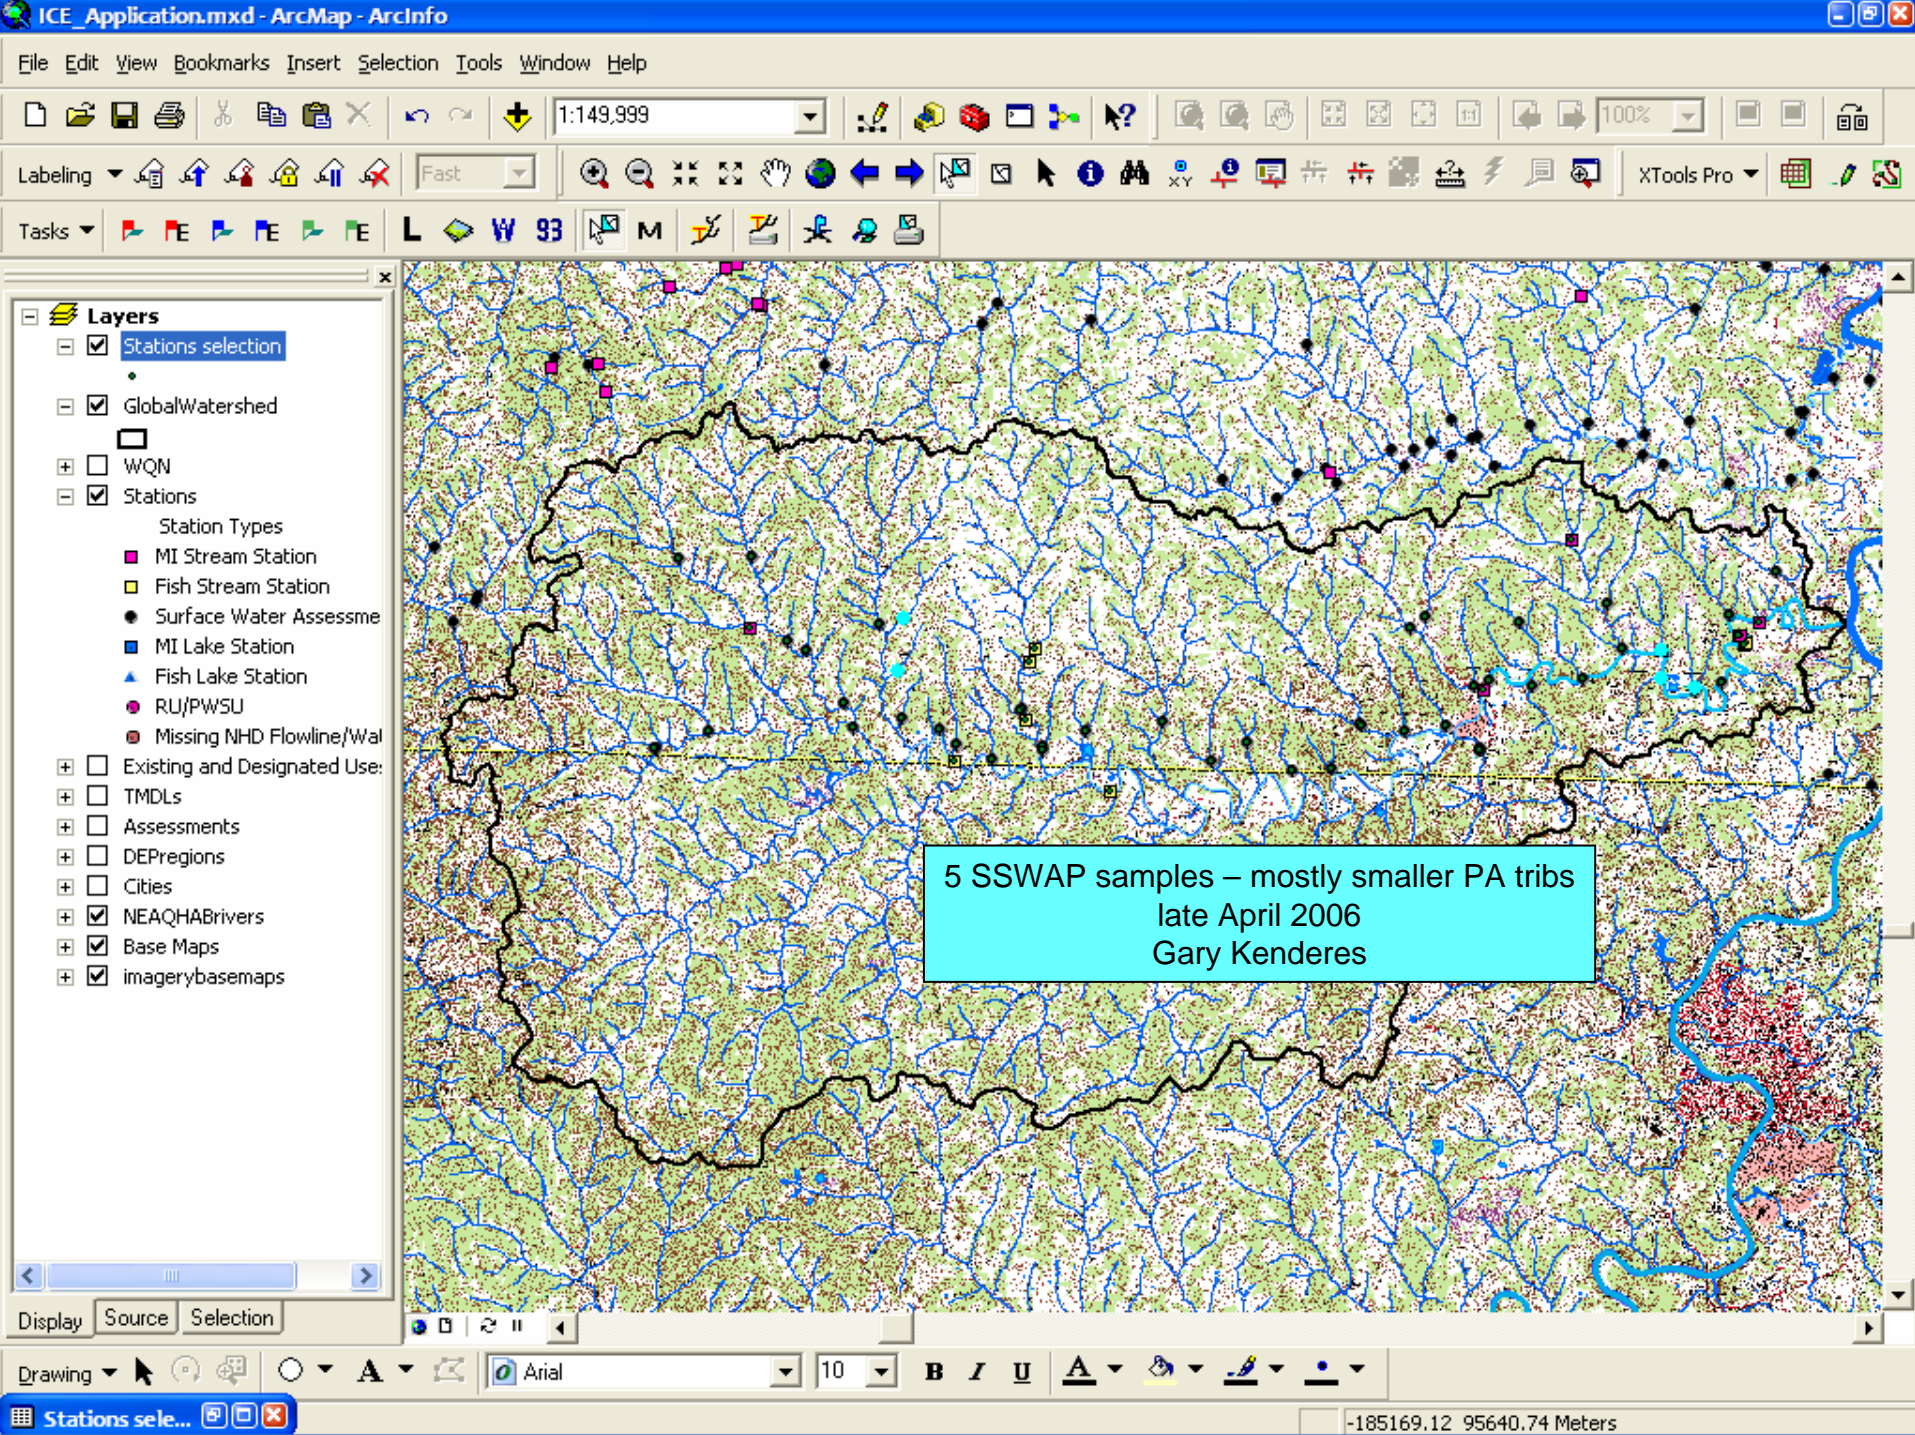 ICE_Application.mxd - ArcMap - ArcInfo
File Edit View Bookmarks Insert Selection Tools Window Help
1:149,999
100%
Labeling
Fast
XTools Pro
Tasks
L
W
93
M
Layers
Stations selection
GlobalWatershed
WQN
Stations
Station Types
MI Stream Station
Fish Stream Station
Surface Water Assessme
MI Lake Station
Fish Lake Station
RU/PWSU
Missing NHD Flowline/Wat
Existing and Designated Use:
TMDLs
Assessments
DEPregions
Cities
NEAQHABrivers
Base Maps
imagerybasemaps
5 SSWAP samples – mostly smaller PA tribs
late April 2006
Gary Kenderes
Display Source Selection
Drawing A Arial 10 B I U A
Stations sele...
-185169.12 95640.74 Meters